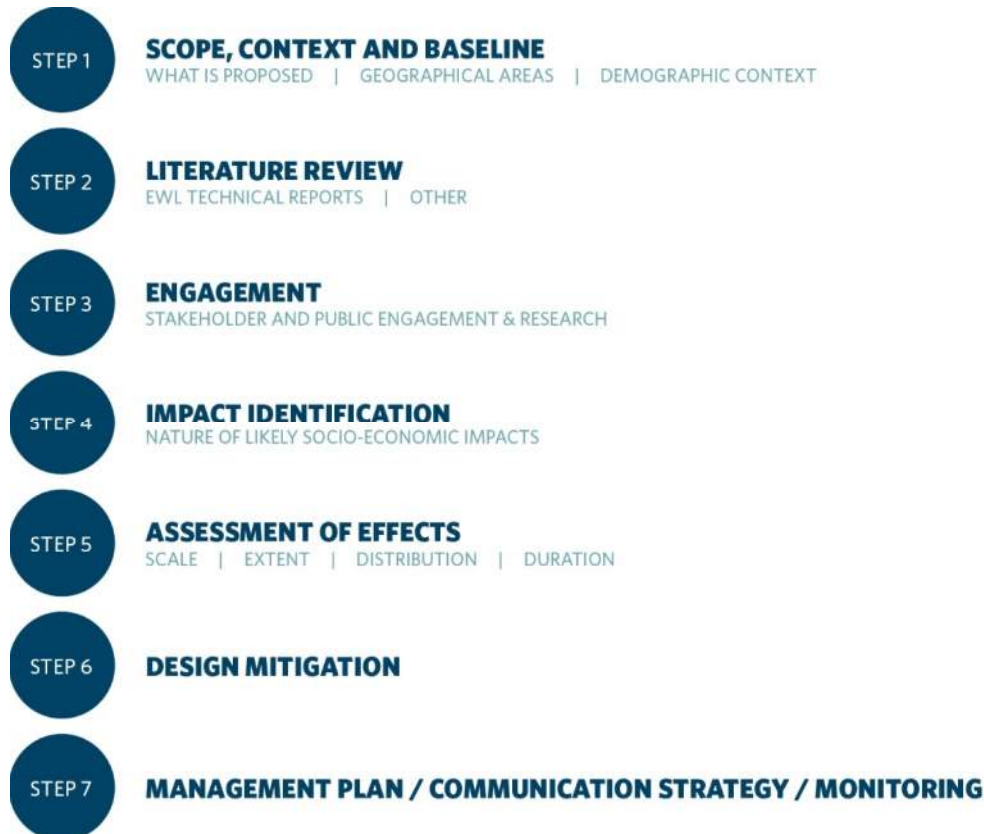 STEP 1
SCOPE, CONTEXT AND BASELINE
WHAT IS PROPOSED | GEOGRAPHICAL AREAS | DEMOGRAPHIC CONTEXT
STEP 2
LITERATURE REVIEW
EWL TECHNICAL REPORTS | OTHER
STEP 3
ENGAGEMENT
STAKEHOLDER AND PUBLIC ENGAGEMENT & RESEARCH
STEP 4
IMPACT IDENTIFICATION
NATURE OF LIKELY SOCIO-ECONOMIC IMPACTS
STEP 5
ASSESSMENT OF EFFECTS
SCALE | EXTENT | DISTRIBUTION | DURATION
STEP 6
DESIGN MITIGATION
STEP 7
MANAGEMENT PLAN / COMMUNICATION STRATEGY / MONITORING